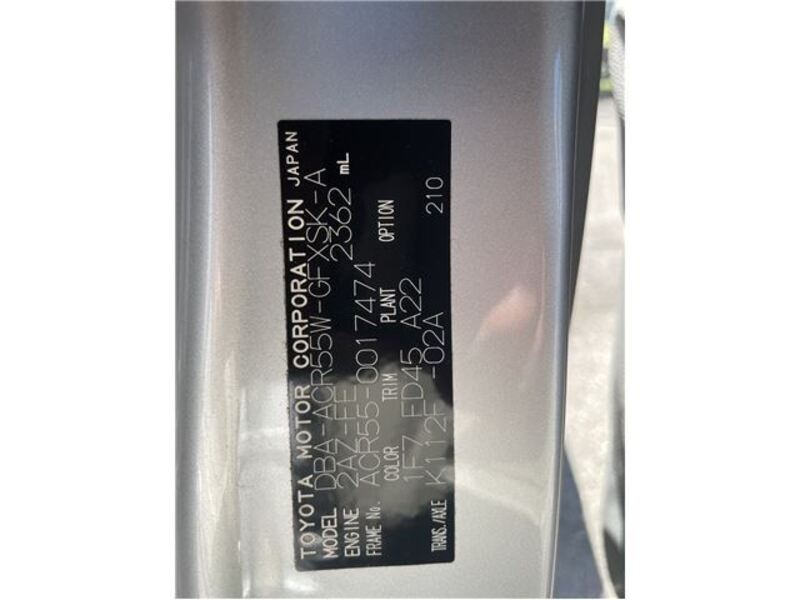 TOYOTA MOTOR CORPORATION JAPAN
MODEL DBA-ACR55W-GFXSK-A
ENGINE 2AZ-FE 2362 mL
FRAME No. ACR55-0017474
COLOR TRIM PLANT OPTION
1F7 FD45 A22 210
TRANS./AXLE K112F -02A